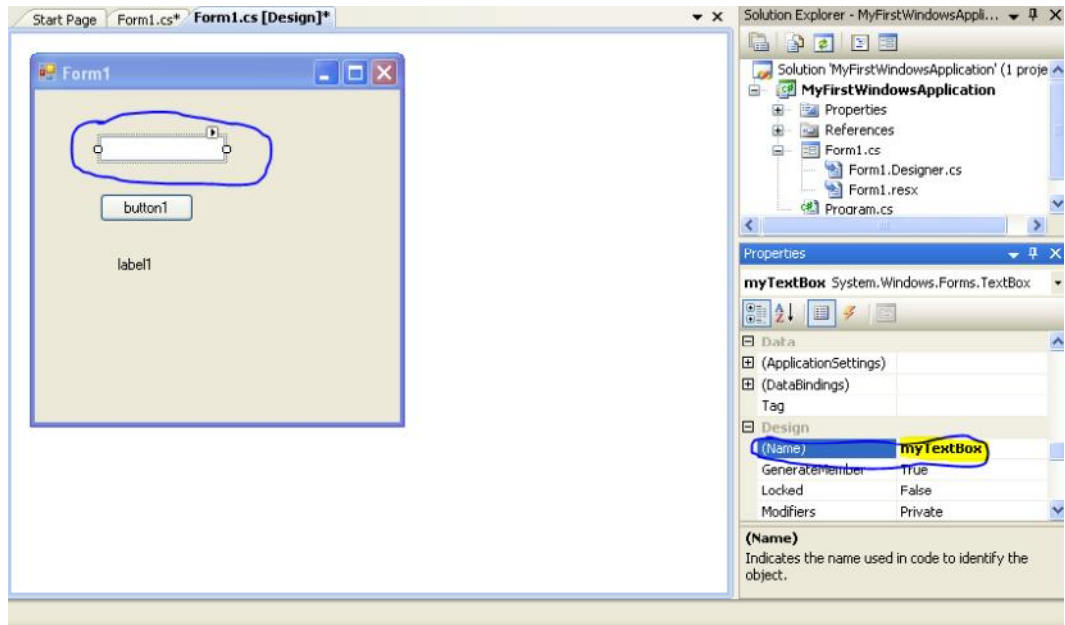 Start Page Form1.cs* Form1.cs [Design]*
Form1
button1
label1
Solution Explorer - MyFirstWindowsAppli...
Solution 'MyFirstWindowsApplication' (1 proje
MyFirstWindowsApplication
Properties
References
Form1.cs
Form1.Designer.cs
Form1.resx
Program.cs
Properties
myTextBox System.Windows.Forms.TextBox
Data
(ApplicationSettings)
(DataBindings)
Tag
Design
(Name) myTextBox
GenerateMember True
Locked False
Modifiers Private
(Name)
Indicates the name used in code to identify the
object.